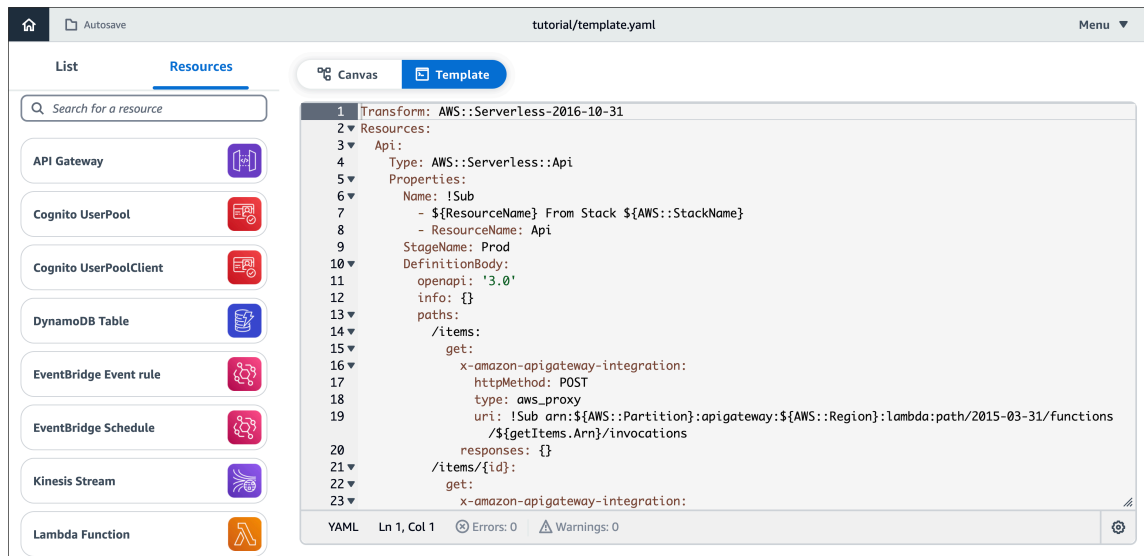 Autosave
tutorial/template.yaml
Menu
List
Resources
Canvas
Template
Search for a resource
API Gateway
Cognito UserPool
Cognito UserPoolClient
DynamoDB Table
EventBridge Event rule
EventBridge Schedule
Kinesis Stream
Lambda Function
1 Transform: AWS::Serverless-2016-10-31
2 Resources:
3 Api:
4 Type: AWS::Serverless::Api
5 Properties:
6 Name: !Sub
7 - ${ResourceName} From Stack ${AWS::StackName}
8 - ResourceName: Api
9 StageName: Prod
10 DefinitionBody:
11 openapi: '3.0'
12 info: {}
13 paths:
14 /items:
15 get:
16 x-amazon-apigateway-integration:
17 httpMethod: POST
18 type: aws_proxy
19 uri: !Sub arn:${AWS::Partition}:apigateway:${AWS::Region}:lambda:path/2015-03-31/functions
/${getItems.Arn}/invocations
20 responses: {}
21 /items/{id}:
22 get:
23 x-amazon-apigateway-integration:
YAML Ln 1, Col 1 Errors: 0 Warnings: 0